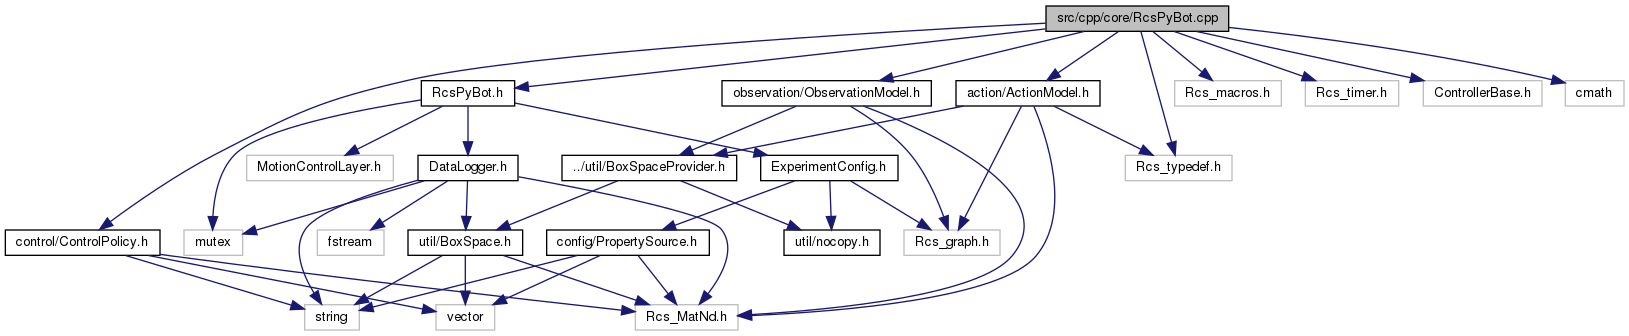 src/cpp/core/RcsPyBot.cpp
RcsPyBot.h
observation/ObservationModel.h
action/ActionModel.h
Rcs_macros.h
Rcs_timer.h
ControllerBase.h
cmath
MotionControlLayer.h
DataLogger.h
../util/BoxSpaceProvider.h
ExperimentConfig.h
Rcs_typedef.h
control/ControlPolicy.h
mutex
fstream
util/BoxSpace.h
config/PropertySource.h
util/nocopy.h
Rcs_graph.h
string
vector
Rcs_MatNd.h